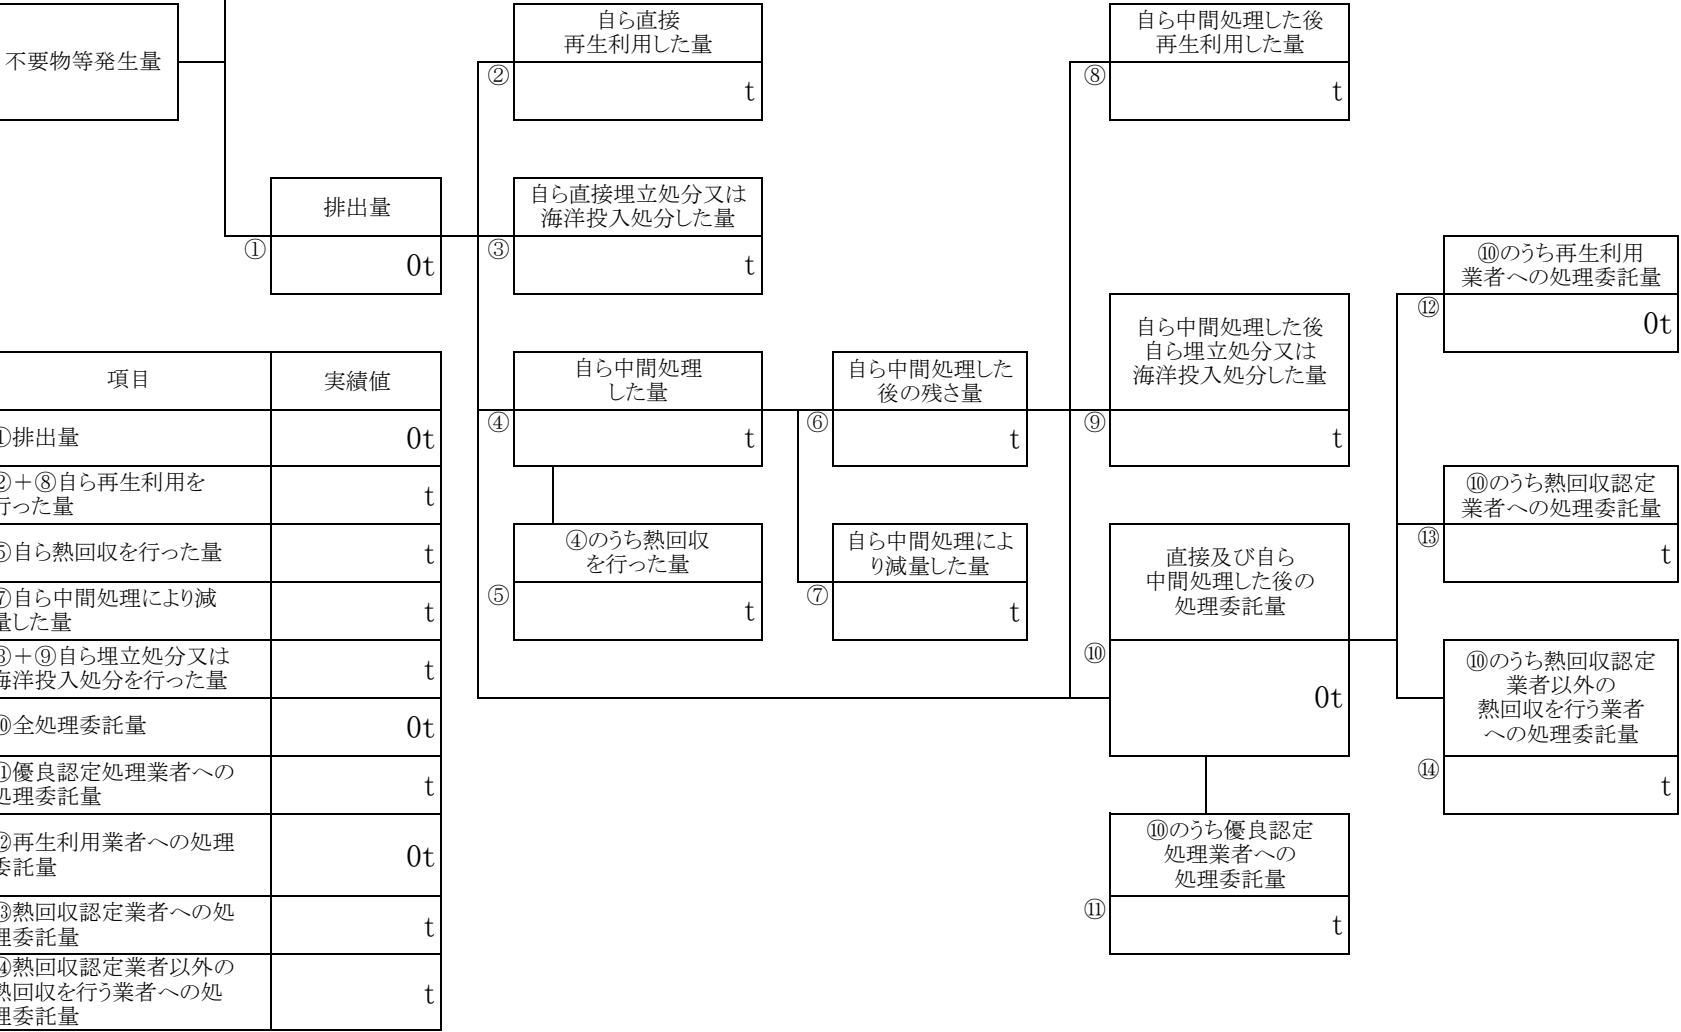 不要物等発生量
自ら直接
再生利用した量
②
t
自ら中間処理した後
再生利用した量
⑧
t
排出量
①
0t
自ら直接埋立処分又は
海洋投入処分した量
③
t
⑩のうち再生利用
業者への処理委託量
⑫
0t
自ら中間処理
した量
④
t
自ら中間処理した
後の残さ量
⑥
t
自ら中間処理した後
自ら埋立処分又は
海洋投入処分した量
⑨
t
⑩のうち熱回収認定
業者への処理委託量
⑬
t
④のうち熱回収
を行った量
⑤
t
自ら中間処理によ
り減量した量
⑦
t
直接及び自ら
中間処理した後の
処理委託量
⑩
0t
⑩のうち熱回収認定
業者以外の
熱回収を行う業者
への処理委託量
⑭
t
⑩のうち優良認定
処理業者への
処理委託量
⑪
t
項目
実績値
①排出量
0t
②＋⑧自ら再生利用を
行った量
t
⑤自ら熱回収を行った量
t
⑦自ら中間処理により減
量した量
t
③＋⑨自ら埋立処分又は
海洋投入処分を行った量
t
⑩全処理委託量
0t
⑪優良認定処理業者への
処理委託量
t
⑫再生利用業者への処理
委託量
0t
⑬熱回収認定業者への処
理委託量
t
⑭熱回収認定業者以外の
熱回収を行う業者への処
理委託量
t